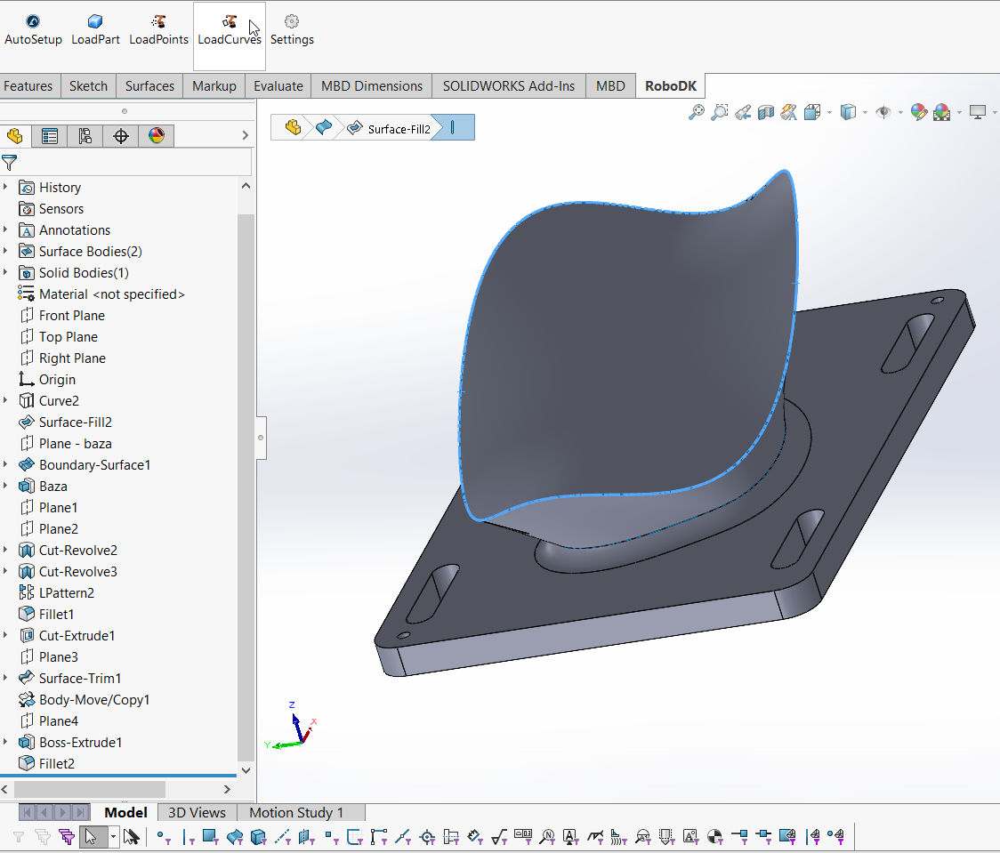 AutoSetup LoadPart LoadPoints LoadCurves Settings
Features Sketch Surfaces Markup Evaluate MBD Dimensions SOLIDWORKS Add-Ins MBD RoboDK
Surface-Fill2
History
Sensors
Annotations
Surface Bodies(2)
Solid Bodies(1)
Material <not specified>
Front Plane
Top Plane
Right Plane
Origin
Curve2
Surface-Fill2
Plane - baza
Boundary-Surface1
Baza
Plane1
Plane2
Cut-Revolve2
Cut-Revolve3
LPattern2
Fillet1
Cut-Extrude1
Plane3
Surface-Trim1
Body-Move/Copy1
Plane4
Boss-Extrude1
Fillet2
Z
X
Y
Model 3D Views Motion Study 1